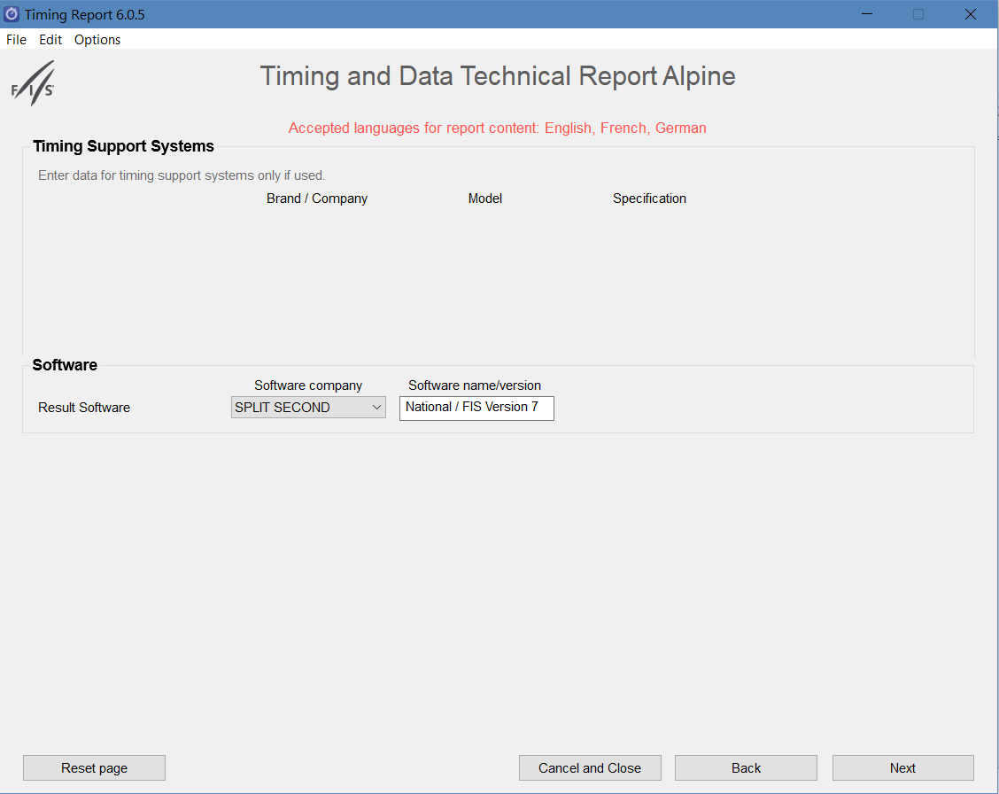 Timing Report 6.0.5
File Edit Options
FIS
Timing and Data Technical Report Alpine
Accepted languages for report content: English, French, German
Timing Support Systems
Enter data for timing support systems only if used.
Brand / Company Model Specification
Software
Software company Software name/version
Result Software SPLIT SECOND National / FIS Version 7
Reset page Cancel and Close Back Next